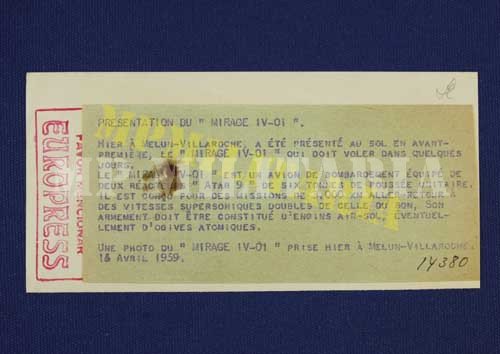 PRESENTATION DU " MIRAGE IV-01 ".
HIER À MELUN-VILLAROCHE, A ÉTÉ PRÉSENTÉ AU SOL EN AVANT-
PREMIÈRE, LE " MIRAGE IV-01 " QUI DOIT VOLER DANS QUELQUES
JOURS.
LE " MIRAGE IV-01 " EST UN AVION DE BOMBARDEMENT ÉQUIPÉ DE
DEUX ATAR DE SIX TONNES DE POUSSÉE UNITAIRE.
IL EST CONÇU POUR DES MISSIONS DE .000 KM ALLER-RETOUR À
DES VITESSES SUPERSONIQUES DOUBLES DE CELLE DU SON. SON
ARMEMENT DOIT ÊTRE CONSTITUÉ D'ENGINS AIR-SOL, ÉVENTUEL-
LEMENT D'OGIVES ATOMIQUES.
UNE PHOTO DU " MIRAGE IV-01 " PRISE HIER À MELUN-VILLAROCHE.
AVRIL 1959.
14380
EUROPRESS